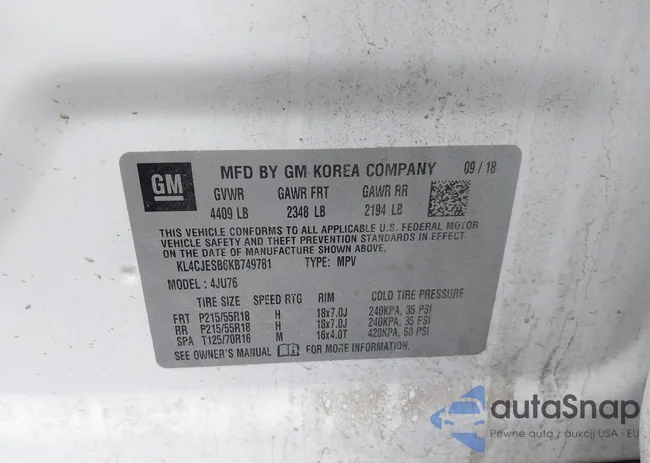 GM
MFD BY GM KOREA COMPANY 09 / 18
GVWR GAWR FRT GAWR RR
4409 LB 2348 LB 2194 LB
THIS VEHICLE CONFORMS TO ALL APPLICABLE U.S. FEDERAL MOTOR
VEHICLE SAFETY AND THEFT PREVENTION STANDARDS IN EFFECT
ON THE DATE OF MANUFACTURE SHOWN ABOVE.
KL4CJESB6KB749781 TYPE: MPV
MODEL : 4JU76
TIRE SIZE SPEED RTG RIM COLD TIRE PRESSURE
FRT P215/55R18 H 18x7.0J 240KPA, 35 PSI
RR P215/55R18 H 18x7.0J 240KPA, 35 PSI
SPA T125/70R16 M 16x4.0T 420KPA, 60 PSI
SEE OWNER'S MANUAL FOR MORE INFORMATION.
autaSnap
Pewne auta z aukcji USA i EU